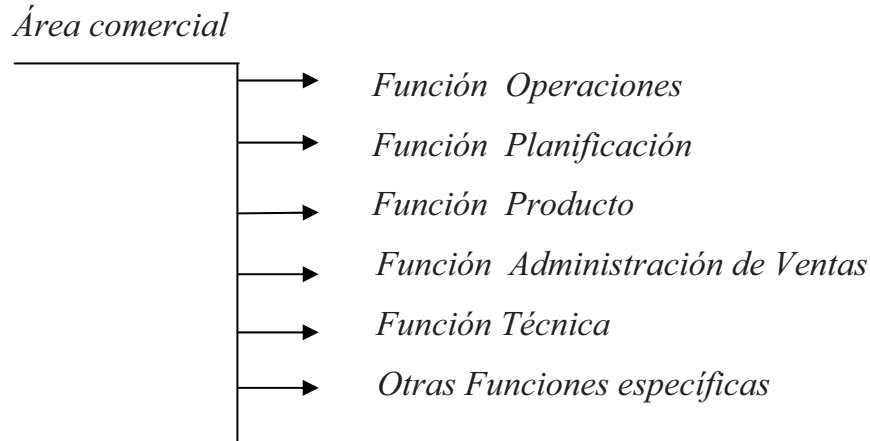 Área comercial
Función Operaciones
Función Planificación
Función Producto
Función Administración de Ventas
Función Técnica
Otras Funciones específicas